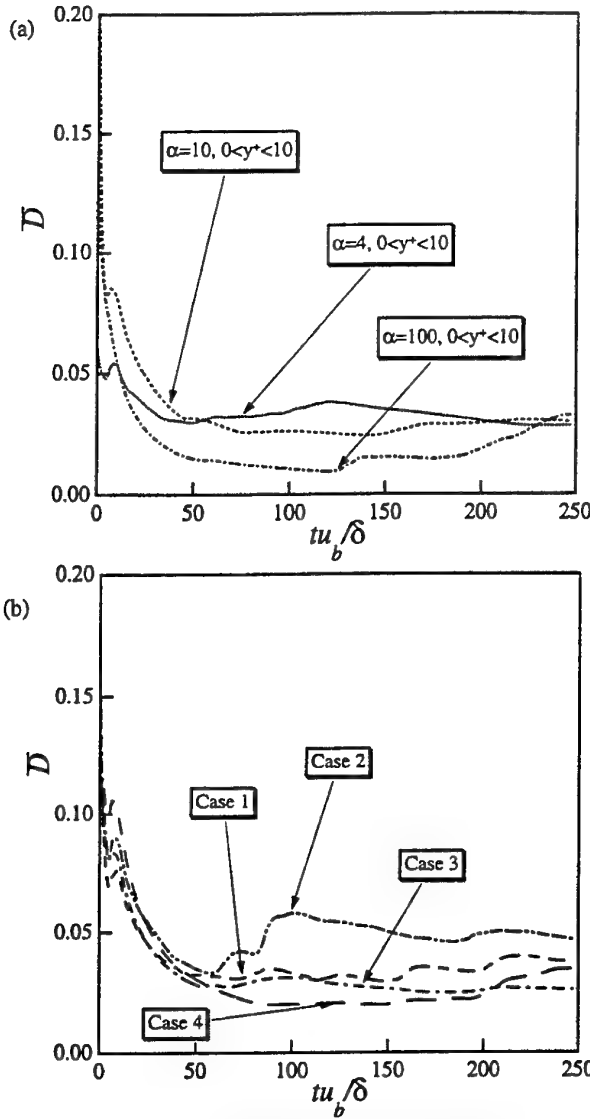 (a)
0.20
0.15
0.10
0.05
0.00
D̄
α=10, 0<y⁺<10
α=4, 0<y⁺<10
α=100, 0<y⁺<10
0 50 100 150 200 250
tu_b/δ
(b)
0.20
0.15
0.10
0.05
0.00
D̄
Case 2
Case 1
Case 3
Case 4
0 50 100 150 200 250
tu_b/δ